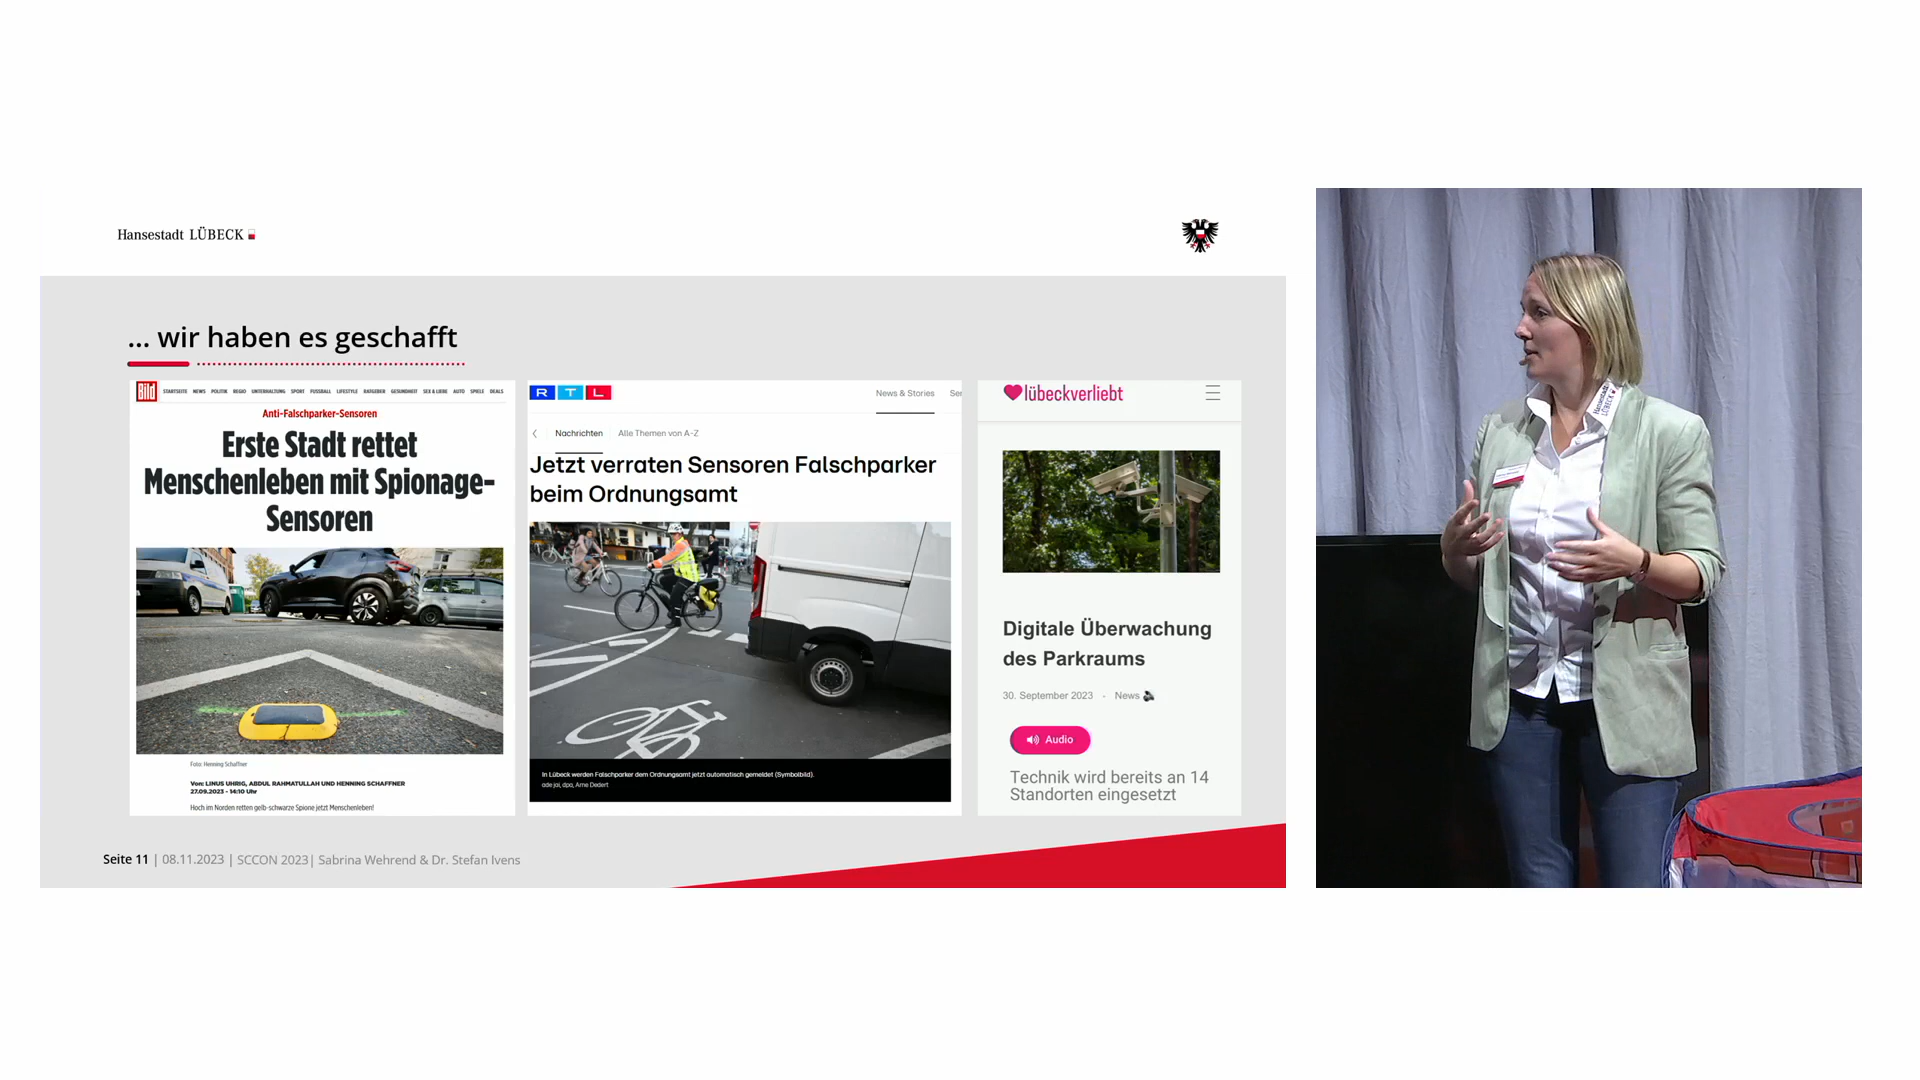 Hansestadt LÜBECK
... wir haben es geschafft
Bild
STARTSEITE NEWS POLITIK REGIO UNTERHALTUNG SPORT FUSSBALL LIFESTYLE RATGEBER GESUNDHEIT SEX & LIEBE AUTO SPIELE DEALS
Anti-Falschparker-Sensoren
Erste Stadt rettet
Menschenleben mit Spionage-
Sensoren
Foto: Henning Schaffner
Von: LINUS UHRIG, ABDUL RAHMATULLAH UND HENNING SCHAFFNER
27.09.2023 - 14:10 Uhr
Hoch im Norden retten gelb-schwarze Spione jetzt Menschenleben!
RTL
News & Stories Ser
Nachrichten Alle Themen von A-Z
Jetzt verraten Sensoren Falschparker
beim Ordnungsamt
In Lübeck werden Falschparker dem Ordnungsamt jetzt automatisch gemeldet (Symbolbild).
ade jai, dpa, Arne Dedert
lübeckverliebt
Digitale Überwachung
des Parkraums
30. September 2023 - News
Audio
Technik wird bereits an 14
Standorten eingesetzt
Seite 11 | 08.11.2023 | SCCON 2023| Sabrina Wehrend & Dr. Stefan Ivens
Hansestadt
LÜBECK